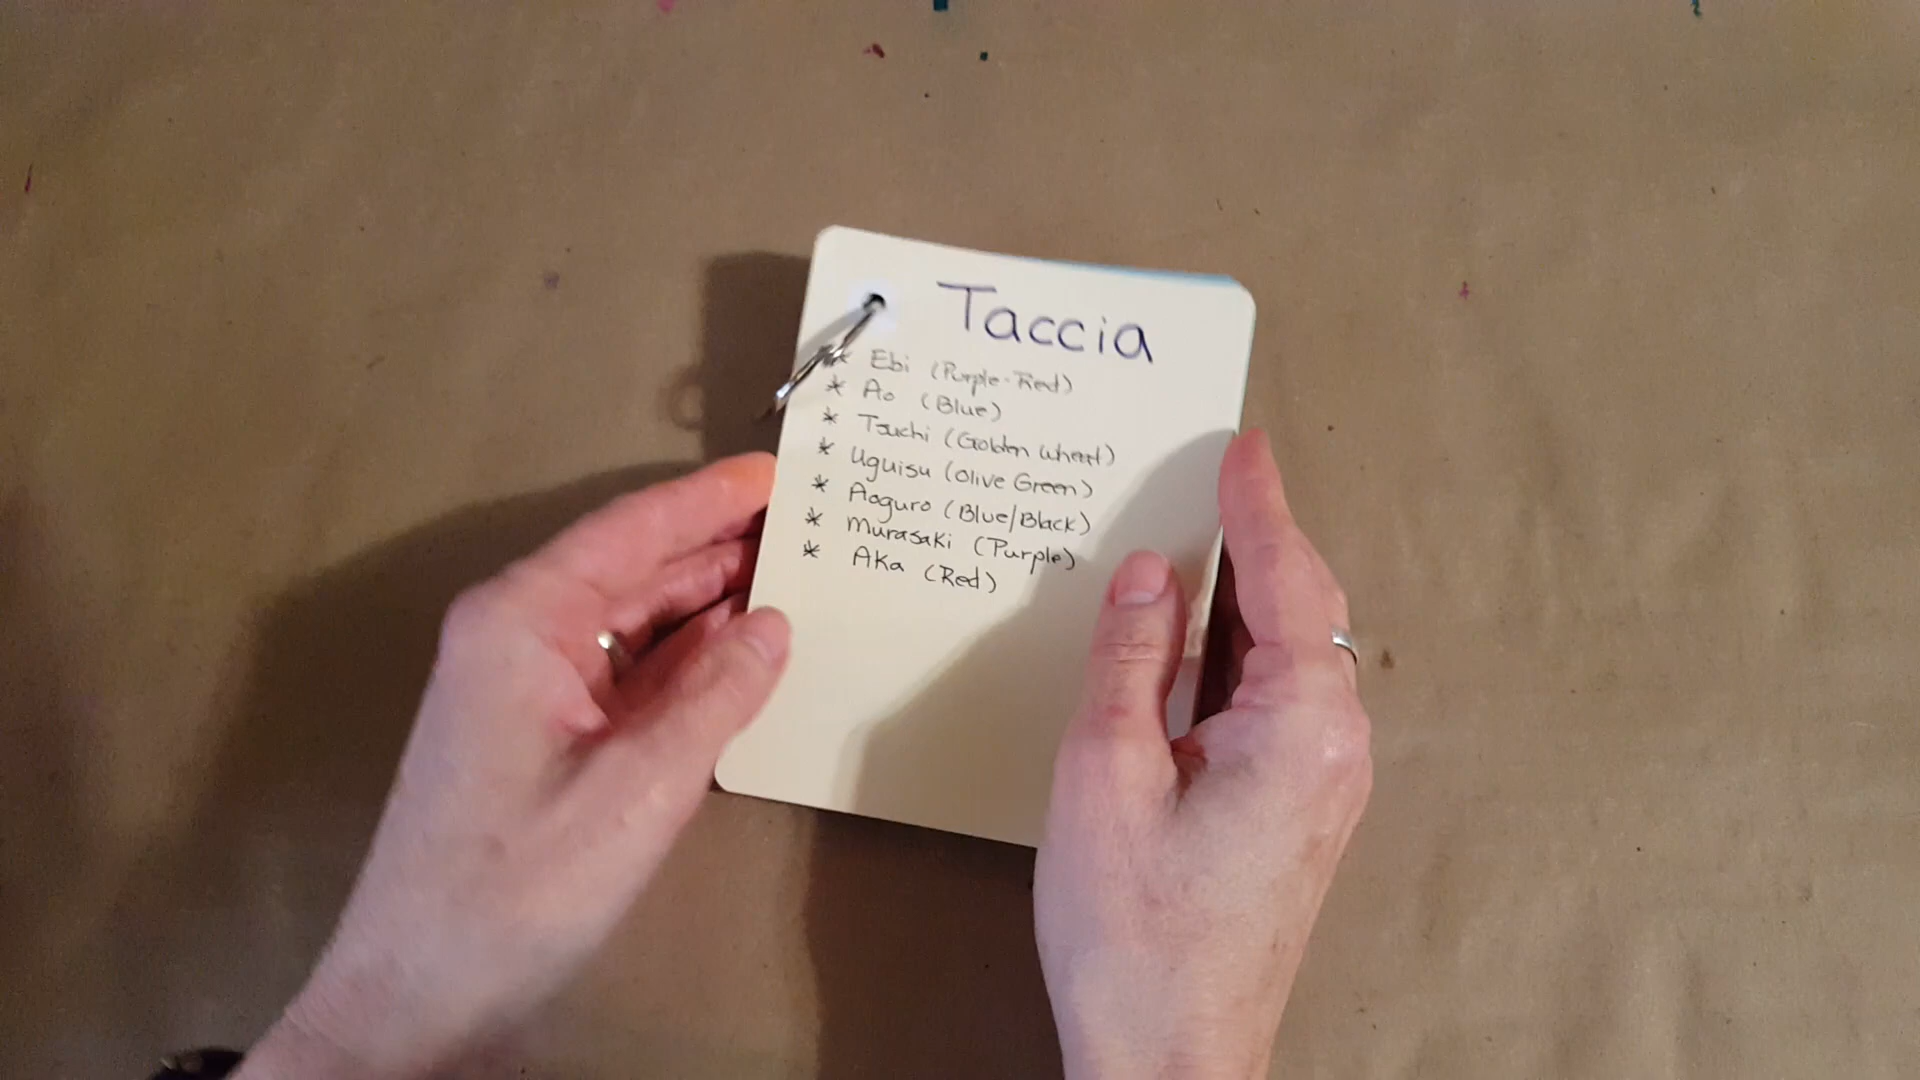 Taccia
* Ebi (Purple-Red)
* Ao (Blue)
* Tsuchi (Golden Wheat)
* Uguisu (Olive Green)
* Aoguro (Blue/Black)
* Murasaki (Purple)
* AKa (Red)